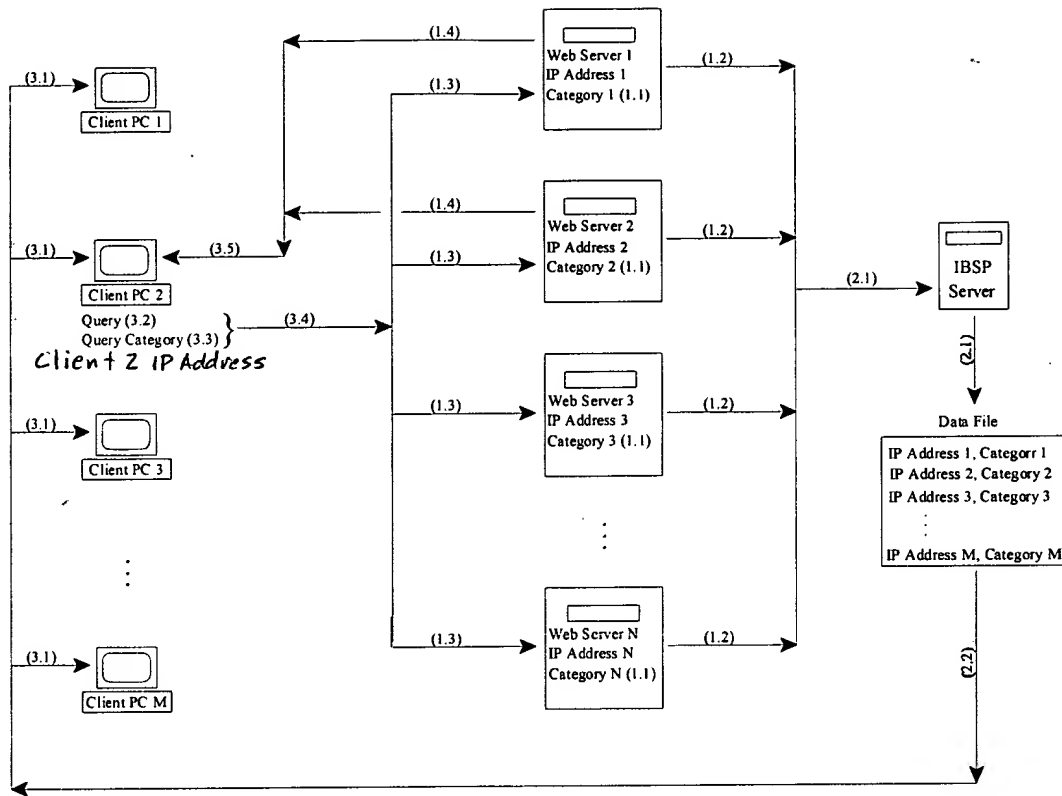 (1.4)
Web Server 1
IP Address 1
Category 1 (1.1)
(1.2)
(3.1)
Client PC 1
(1.3)
(1.4)
Web Server 2
IP Address 2
Category 2 (1.1)
(1.2)
(3.1)
Client PC 2
(3.5)
(1.3)
Query (3.2)
Query Category (3.3)
Client 2 IP Address
(3.4)
(2.1)
IBSP
Server
(2.1)
(3.1)
Client PC 3
(1.3)
Web Server 3
IP Address 3
Category 3 (1.1)
(1.2)
Data File
IP Address 1, Categorr 1
IP Address 2, Category 2
IP Address 3, Category 3
IP Address M, Category M
(3.1)
Client PC M
(1.3)
Web Server N
IP Address N
Category N (1.1)
(1.2)
(2.2)